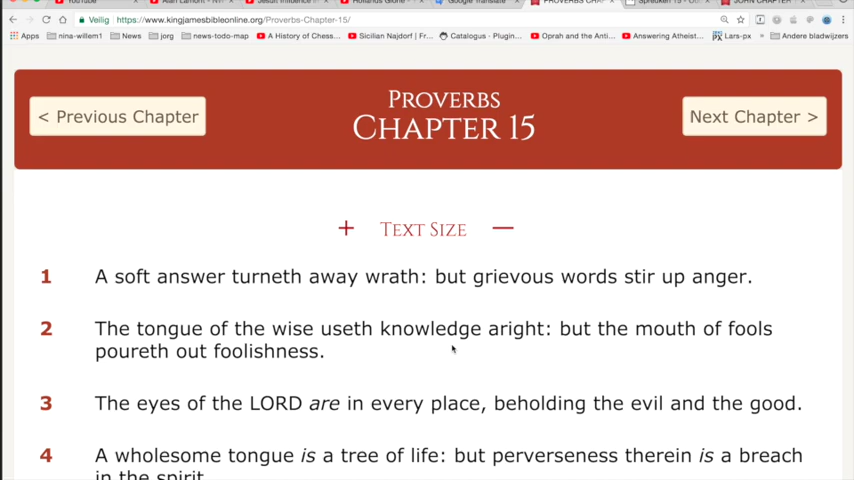 YouTube
Alan Lamont -
Jesuit Influence in
Hollands Glorie -
Google Translate
PROVERBS CHAP
Spreuken 15 -
JOHN CHAPTER
Veilig https://www.kingjamesbibleonline.org/Proverbs-Chapter-15/
Apps nina-willem1 News jorg news-todo-map A History of Chess... Sicilian Najdorf | Fr... Catalogus - Plugin... Oprah and the Anti... Answering Atheist... Lars-px » Andere bladwijzers
< Previous Chapter
PROVERBS
CHAPTER 15
Next Chapter >
+ TEXT SIZE —
1 A soft answer turneth away wrath: but grievous words stir up anger.
2 The tongue of the wise useth knowledge aright: but the mouth of fools
poureth out foolishness.
3 The eyes of the LORD are in every place, beholding the evil and the good.
4 A wholesome tongue is a tree of life: but perverseness therein is a breach
in the spirit.